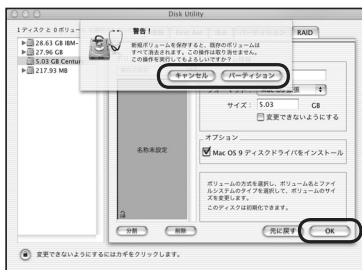 Disk Utility
1 ディスク と 0 ボリュー
28.63 GB IBM-
27.96 GB
5.03 GB Centur
217.93 MB
警告！
新規ボリュームを保存すると、既存のボリュームは
すべて消去されます。この操作は取り消せません。
この操作を実行してもよろしいですか？
キャンセル
パーティション
RAID
サイズ： 5.03 GB
変更できないようにする
オプション
Mac OS 9 ディスクドライバをインストール
名称未設定
ボリュームの方式を選択し、ボリューム名とファイ
ルシステムのタイプを選択して、ボリュームのサイ
ズを変更します。
このディスクは初期化できます。
分割
削除
元に戻す
OK
変更できないようにするにはカギをクリックします。